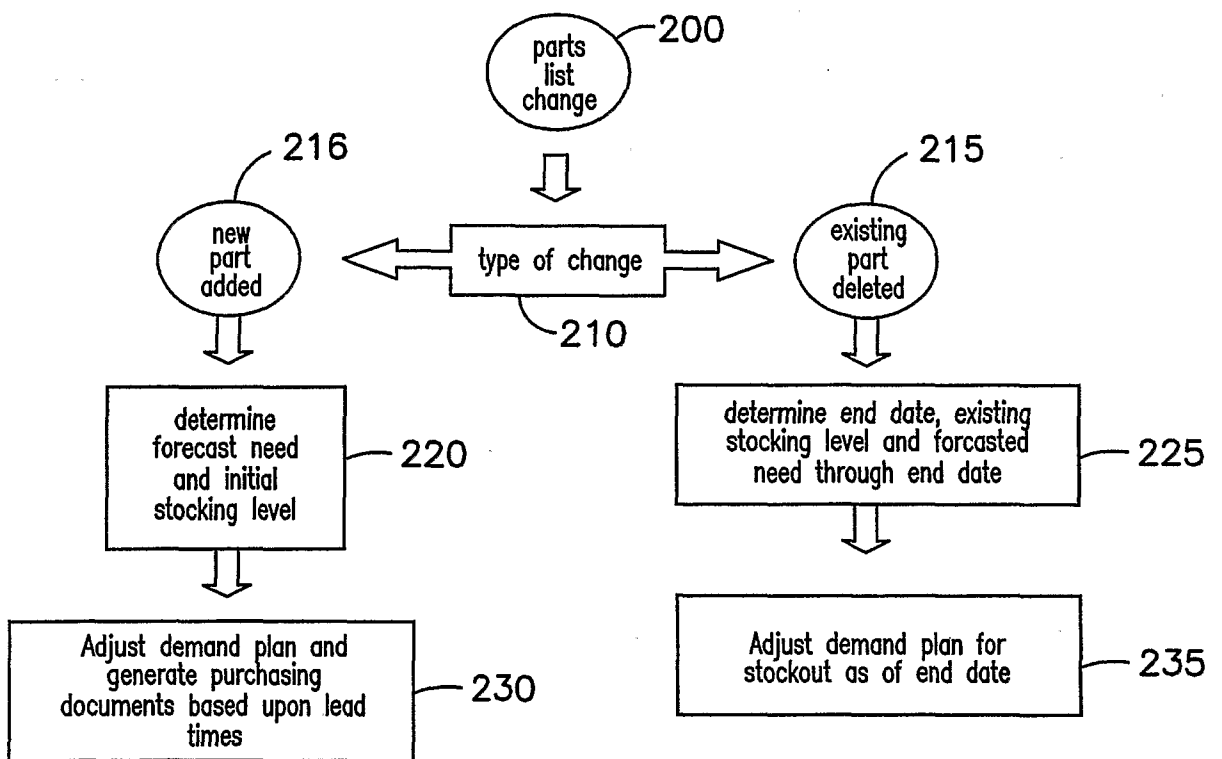 parts
list
change
200
216
new
part
added
type of change
210
215
existing
part
deleted
determine
forecast need
and initial
stocking level
220
determine end date, existing
stocking level and forcasted
need through end date
225
Adjust demand plan and
generate purchasing
documents based upon lead
times
230
Adjust demand plan for
stockout as of end date
235